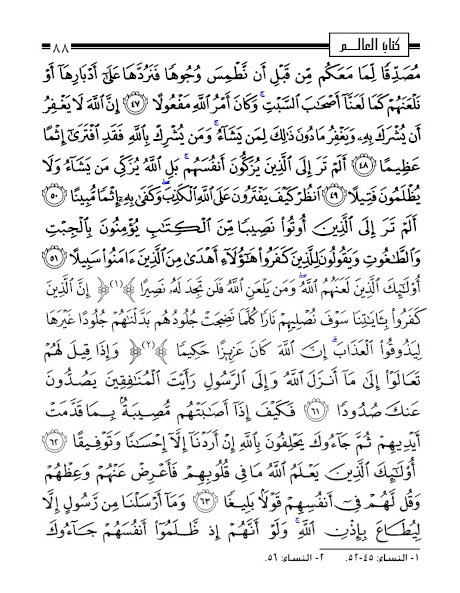 كتاب العالم ٨٨
مُصَدِّقًا لِّمَا مَعَكُم مِّن قَبْلِ أَن نَّطْمِسَ وُجُوهًا فَنَرُدَّهَا عَلَىٰٓ أَدْبَارِهَآ أَوْ
نَلْعَنَهُمْ كَمَا لَعَنَّآ أَصْحَٰبَ ٱلسَّبْتِ ۚ وَكَانَ أَمْرُ ٱللَّهِ مَفْعُولًا ﴿٤٧﴾ إِنَّ ٱللَّهَ لَا يَغْفِرُ
أَن يُشْرَكَ بِهِۦ وَيَغْفِرُ مَا دُونَ ذَٰلِكَ لِمَن يَشَآءُ ۚ وَمَن يُشْرِكْ بِٱللَّهِ فَقَدِ ٱفْتَرَىٰٓ إِثْمًا
عَظِيمًا ﴿٤٨﴾ أَلَمْ تَرَ إِلَى ٱلَّذِينَ يُزَكُّونَ أَنفُسَهُم ۚ بَلِ ٱللَّهُ يُزَكِّى مَن يَشَآءُ وَلَا
يُظْلَمُونَ فَتِيلًا ﴿٤٩﴾ ٱنظُرْ كَيْفَ يَفْتَرُونَ عَلَى ٱللَّهِ ٱلْكَذِبَ ۖ وَكَفَىٰ بِهِۦٓ إِثْمًا مُّبِينًا ﴿٥٠﴾
أَلَمْ تَرَ إِلَى ٱلَّذِينَ أُوتُوا۟ نَصِيبًا مِّنَ ٱلْكِتَٰبِ يُؤْمِنُونَ بِٱلْجِبْتِ
وَٱلطَّٰغُوتِ وَيَقُولُونَ لِلَّذِينَ كَفَرُوا۟ هَٰٓؤُلَآءِ أَهْدَىٰ مِنَ ٱلَّذِينَ ءَامَنُوا۟ سَبِيلًا ﴿٥١﴾
أُو۟لَٰٓئِكَ ٱلَّذِينَ لَعَنَهُمُ ٱللَّهُ ۖ وَمَن يَلْعَنِ ٱللَّهُ فَلَن تَجِدَ لَهُۥ نَصِيرًا ﴾(١)﴿ إِنَّ ٱلَّذِينَ
كَفَرُوا۟ بِـَٔايَٰتِنَا سَوْفَ نُصْلِيهِمْ نَارًا كُلَّمَا نَضِجَتْ جُلُودُهُم بَدَّلْنَٰهُمْ جُلُودًا غَيْرَهَا
لِيَذُوقُوا۟ ٱلْعَذَابَ ۗ إِنَّ ٱللَّهَ كَانَ عَزِيزًا حَكِيمًا ﴾(٢)﴿ وَإِذَا قِيلَ لَهُمْ
تَعَالَوْا۟ إِلَىٰ مَآ أَنزَلَ ٱللَّهُ وَإِلَى ٱلرَّسُولِ رَأَيْتَ ٱلْمُنَٰفِقِينَ يَصُدُّونَ
عَنكَ صُدُودًا ﴿٦١﴾ فَكَيْفَ إِذَآ أَصَٰبَتْهُم مُّصِيبَةٌۢ بِمَا قَدَّمَتْ
أَيْدِيهِمْ ثُمَّ جَآءُوكَ يَحْلِفُونَ بِٱللَّهِ إِنْ أَرَدْنَآ إِلَّآ إِحْسَٰنًا وَتَوْفِيقًا ﴿٦٢﴾
أُو۟لَٰٓئِكَ ٱلَّذِينَ يَعْلَمُ ٱللَّهُ مَا فِى قُلُوبِهِمْ فَأَعْرِضْ عَنْهُمْ وَعِظْهُمْ
وَقُل لَّهُمْ فِىٓ أَنفُسِهِمْ قَوْلًۢا بَلِيغًا ﴿٦٣﴾ وَمَآ أَرْسَلْنَا مِن رَّسُولٍ إِلَّا
لِيُطَاعَ بِإِذْنِ ٱللَّهِ ۚ وَلَوْ أَنَّهُمْ إِذ ظَّلَمُوٓا۟ أَنفُسَهُمْ جَآءُوكَ
١- النساء: ٤٥-٥٢. ٢- النساء: ٥٦.